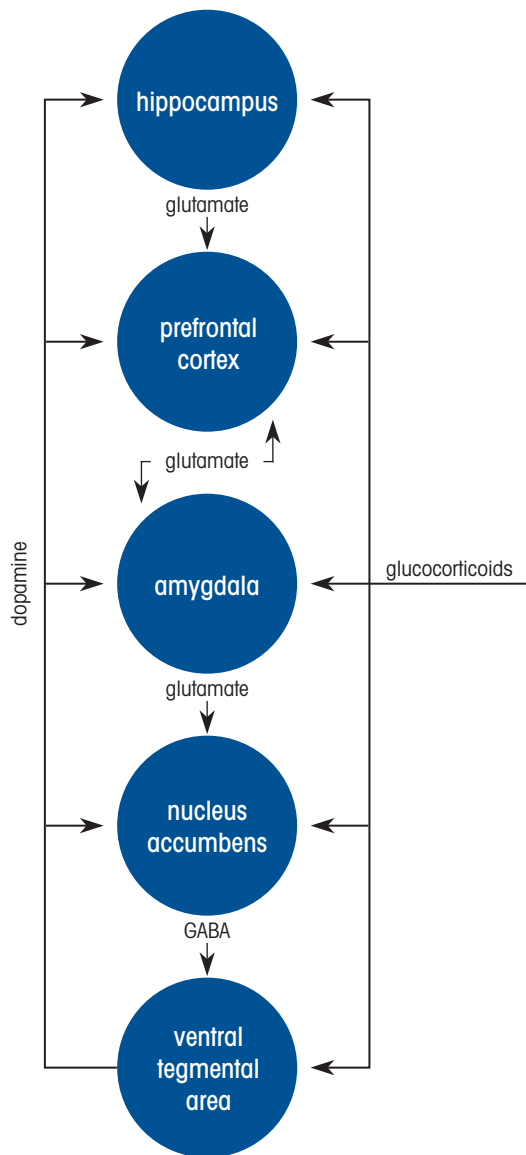 hippocampus
glutamate
prefrontal
cortex
glutamate
dopamine
amygdala
glucocorticoids
glutamate
nucleus
accumbens
GABA
ventral
tegmental
area